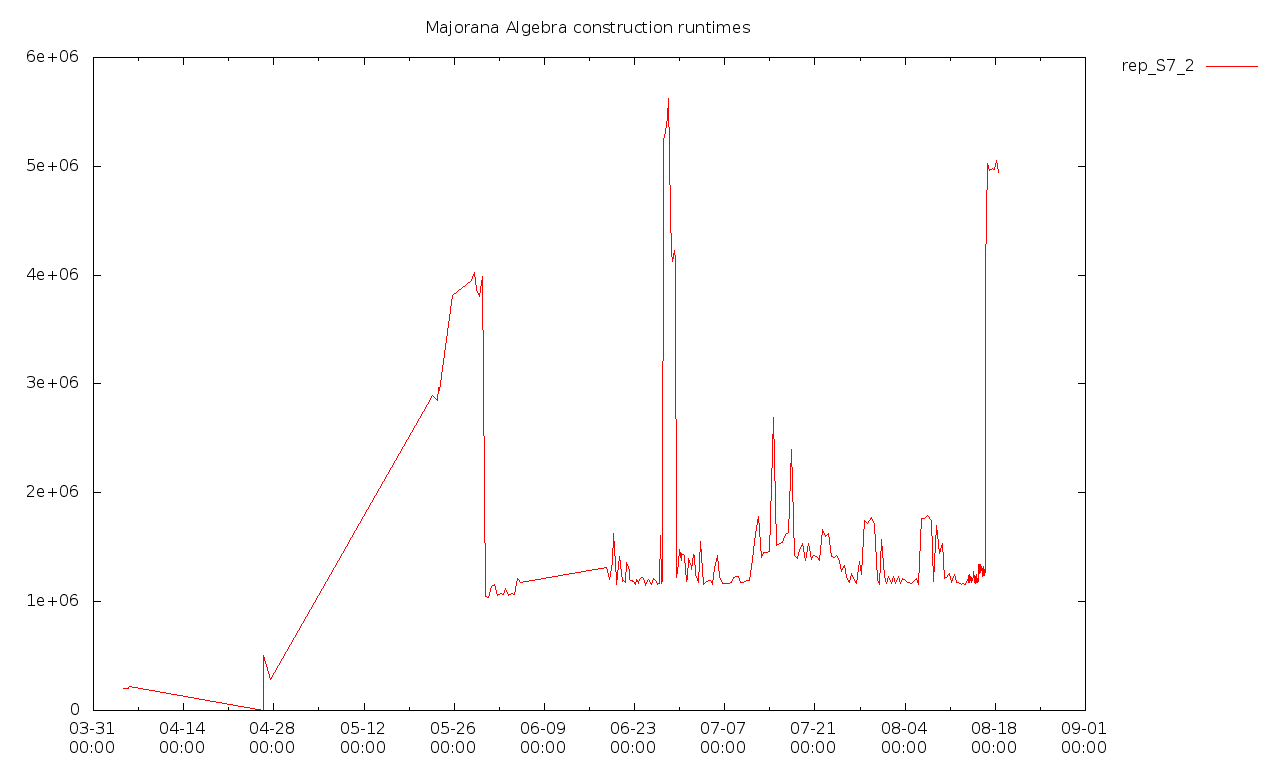 Majorana Algebra construction runtimes
rep_S7_2
6e+06
5e+06
4e+06
3e+06
2e+06
1e+06
0
03-31 04-14 04-28 05-12 05-26 06-09 06-23 07-07 07-21 08-04 08-18 09-01
00:00 00:00 00:00 00:00 00:00 00:00 00:00 00:00 00:00 00:00 00:00 00:00